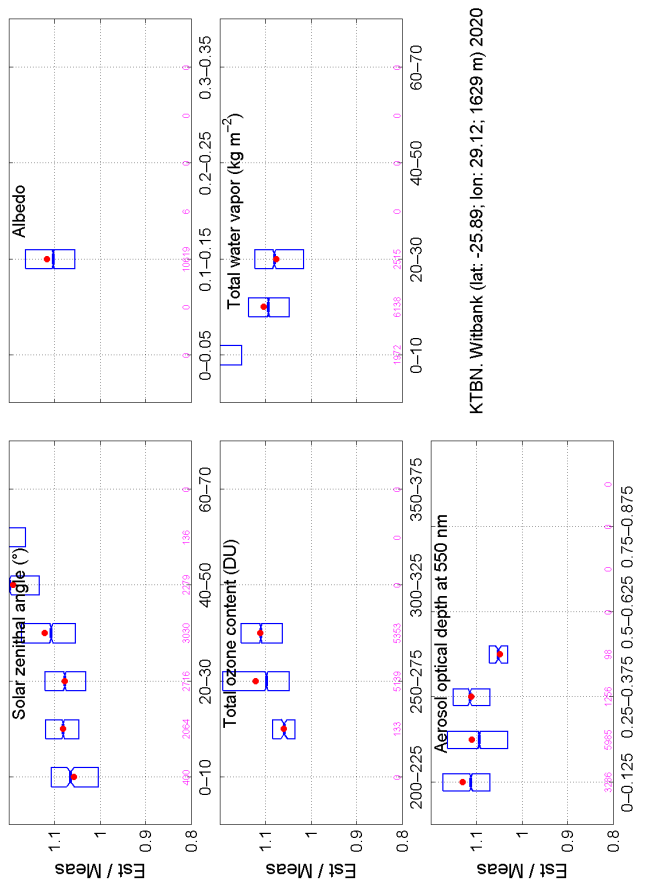 Solar zenithal angle (°)
Est / Meas
1.1
1
0.9
0.8
400 2064 2716 3030 2279 136 0
0–10 20–30 40–50 60–70
Albedo
0 0 10619 6 0 0 0
0–0.05 0.1–0.15 0.2–0.25 0.3–0.35
Total ozone content (DU)
Est / Meas
1.1
1
0.9
0.8
0 133 5139 5353 0 0 0
200–225 250–275 300–325 350–375
Total water vapor (kg m⁻²)
1972 6138 2515 0 0 0 0
0–10 20–30 40–50 60–70
Aerosol optical depth at 550 nm
Est / Meas
1.1
1
0.9
0.8
3286 5985 1256 98 0 0 0 0
0–0.125 0.25–0.375 0.5–0.625 0.75–0.875
KTBN. Witbank (lat: -25.89; lon: 29.12; 1629 m) 2020